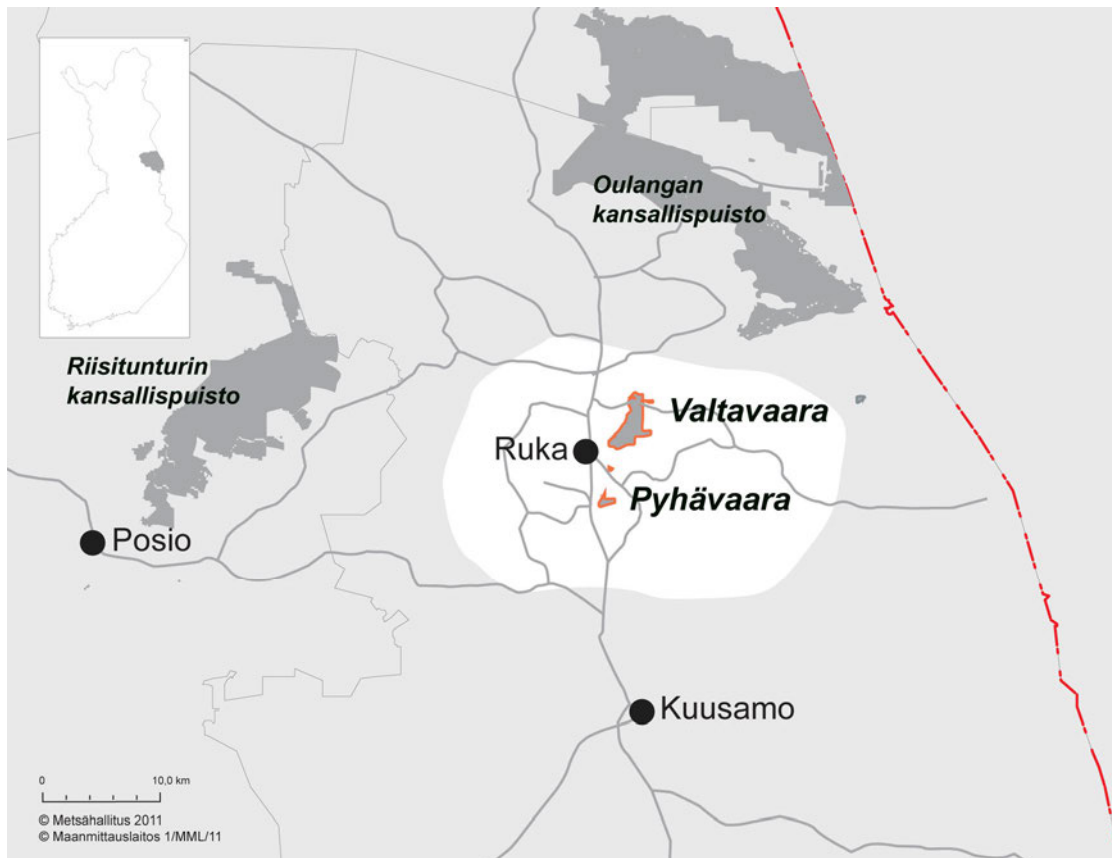 Oulangan
kansallispuisto
Riisitunturin
kansallispuisto
Valtavaara
Ruka
Pyhävaara
Posio
Kuusamo
0 10,0 km
© Metsähallitus 2011
© Maanmittauslaitos 1/MML/11